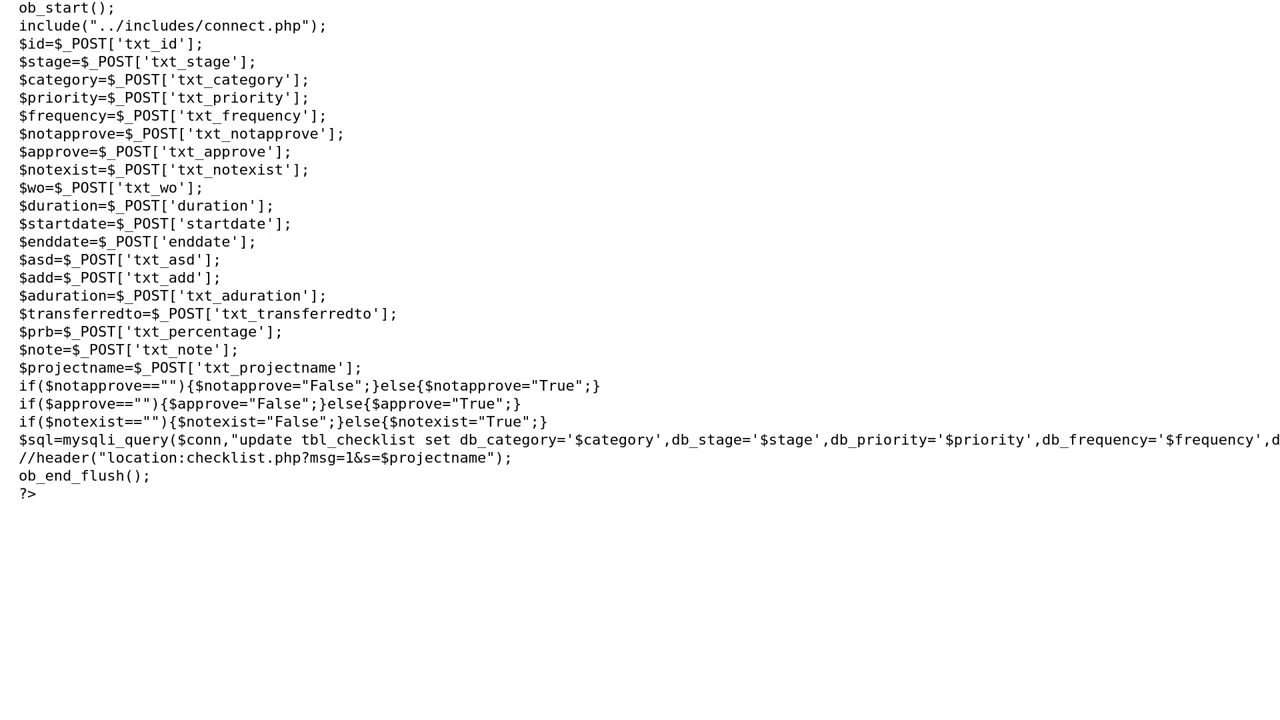 ob_start();
include("../includes/connect.php");
$id=$_POST['txt_id'];
$stage=$_POST['txt_stage'];
$category=$_POST['txt_category'];
$priority=$_POST['txt_priority'];
$frequency=$_POST['txt_frequency'];
$notapprove=$_POST['txt_notapprove'];
$approve=$_POST['txt_approve'];
$notexist=$_POST['txt_notexist'];
$wo=$_POST['txt_wo'];
$duration=$_POST['duration'];
$startdate=$_POST['startdate'];
$enddate=$_POST['enddate'];
$asd=$_POST['txt_asd'];
$add=$_POST['txt_add'];
$aduration=$_POST['txt_aduration'];
$transferredto=$_POST['txt_transferredto'];
$prb=$_POST['txt_percentage'];
$note=$_POST['txt_note'];
$projectname=$_POST['txt_projectname'];
if($notapprove==""){$notapprove="False";}else{$notapprove="True";}
if($approve==""){$approve="False";}else{$approve="True";}
if($notexist==""){$notexist="False";}else{$notexist="True";}
$sql=mysqli_query($conn,"update tbl_checklist set db_category='$category',db_stage='$stage',db_priority='$priority',db_frequency='$frequency',d
//header("location:checklist.php?msg=1&s=$projectname");
ob_end_flush();
?>